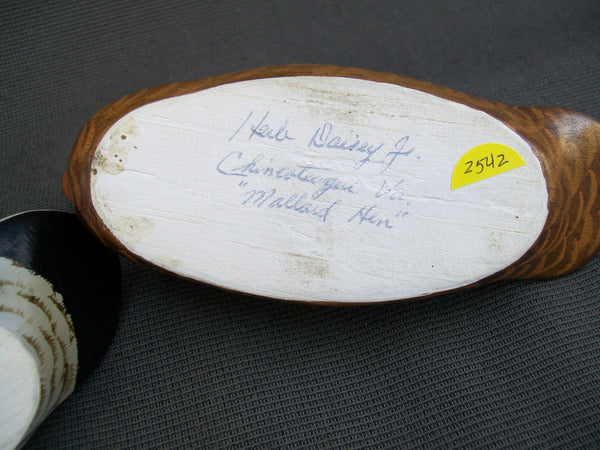 Herb Daisey Jr.
Chincoteague Va.
"Mallard Hen"
2542